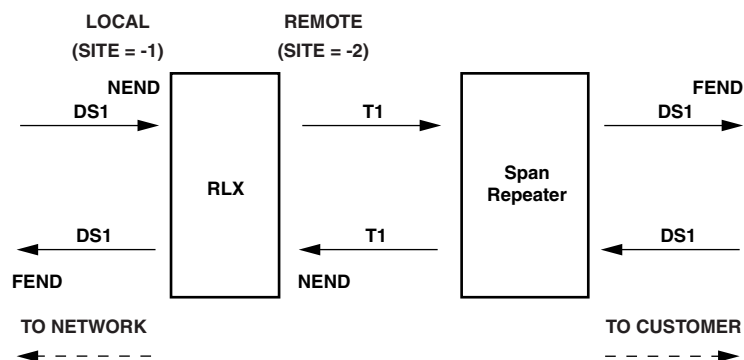 LOCAL
(SITE = -1)
REMOTE
(SITE = -2)
NEND
FEND
DS1
T1
DS1
RLX
Span
Repeater
DS1
T1
DS1
FEND
NEND
TO NETWORK
TO CUSTOMER